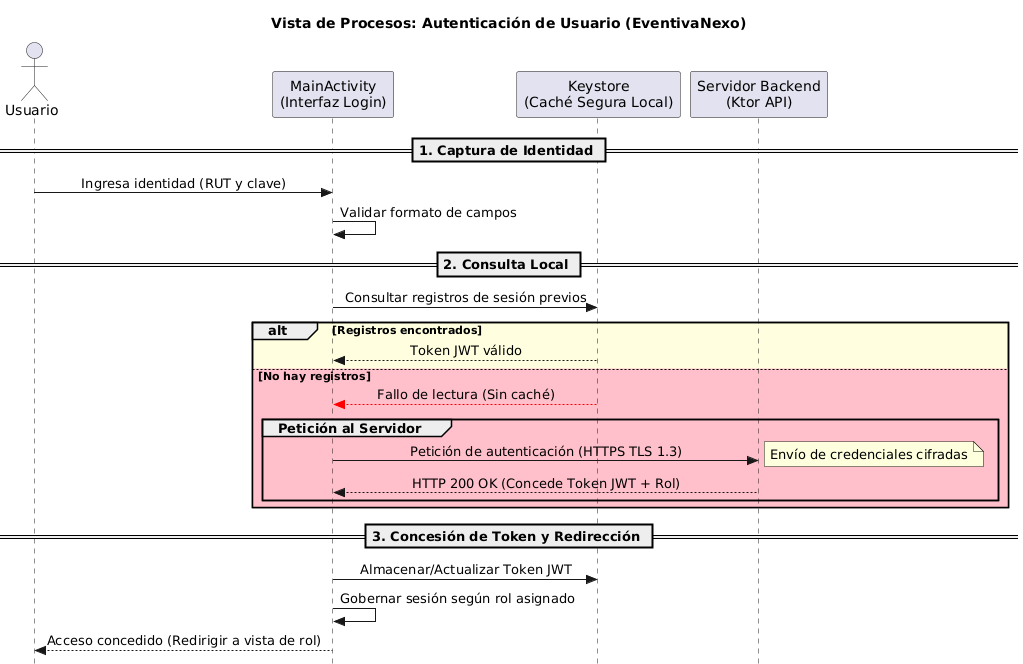 Vista de Procesos: Autenticación de Usuario (EventivaNexo)
Usuario
MainActivity
(Interfaz Login)
Keystore
(Caché Segura Local)
Servidor Backend
(Ktor API)
1. Captura de Identidad
Ingresa identidad (RUT y clave)
Validar formato de campos
2. Consulta Local
Consultar registros de sesión previos
alt
[Registros encontrados]
Token JWT válido
[No hay registros]
Fallo de lectura (Sin caché)
Petición al Servidor
Petición de autenticación (HTTPS TLS 1.3)
Envío de credenciales cifradas
HTTP 200 OK (Concede Token JWT + Rol)
3. Concesión de Token y Redirección
Almacenar/Actualizar Token JWT
Gobernar sesión según rol asignado
Acceso concedido (Redirigir a vista de rol)